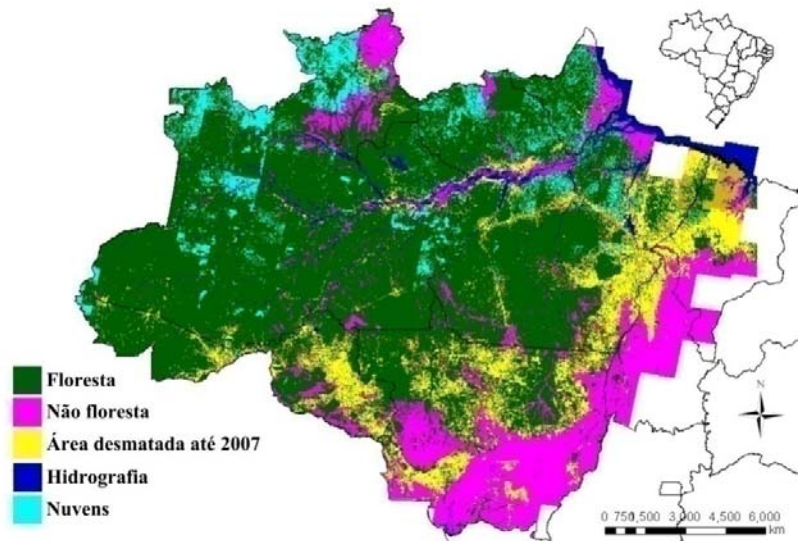 Floresta
Não floresta
Área desmatada até 2007
Hidrografia
Nuvens
N
0 750 1,500 3,000 4,500 6,000
km